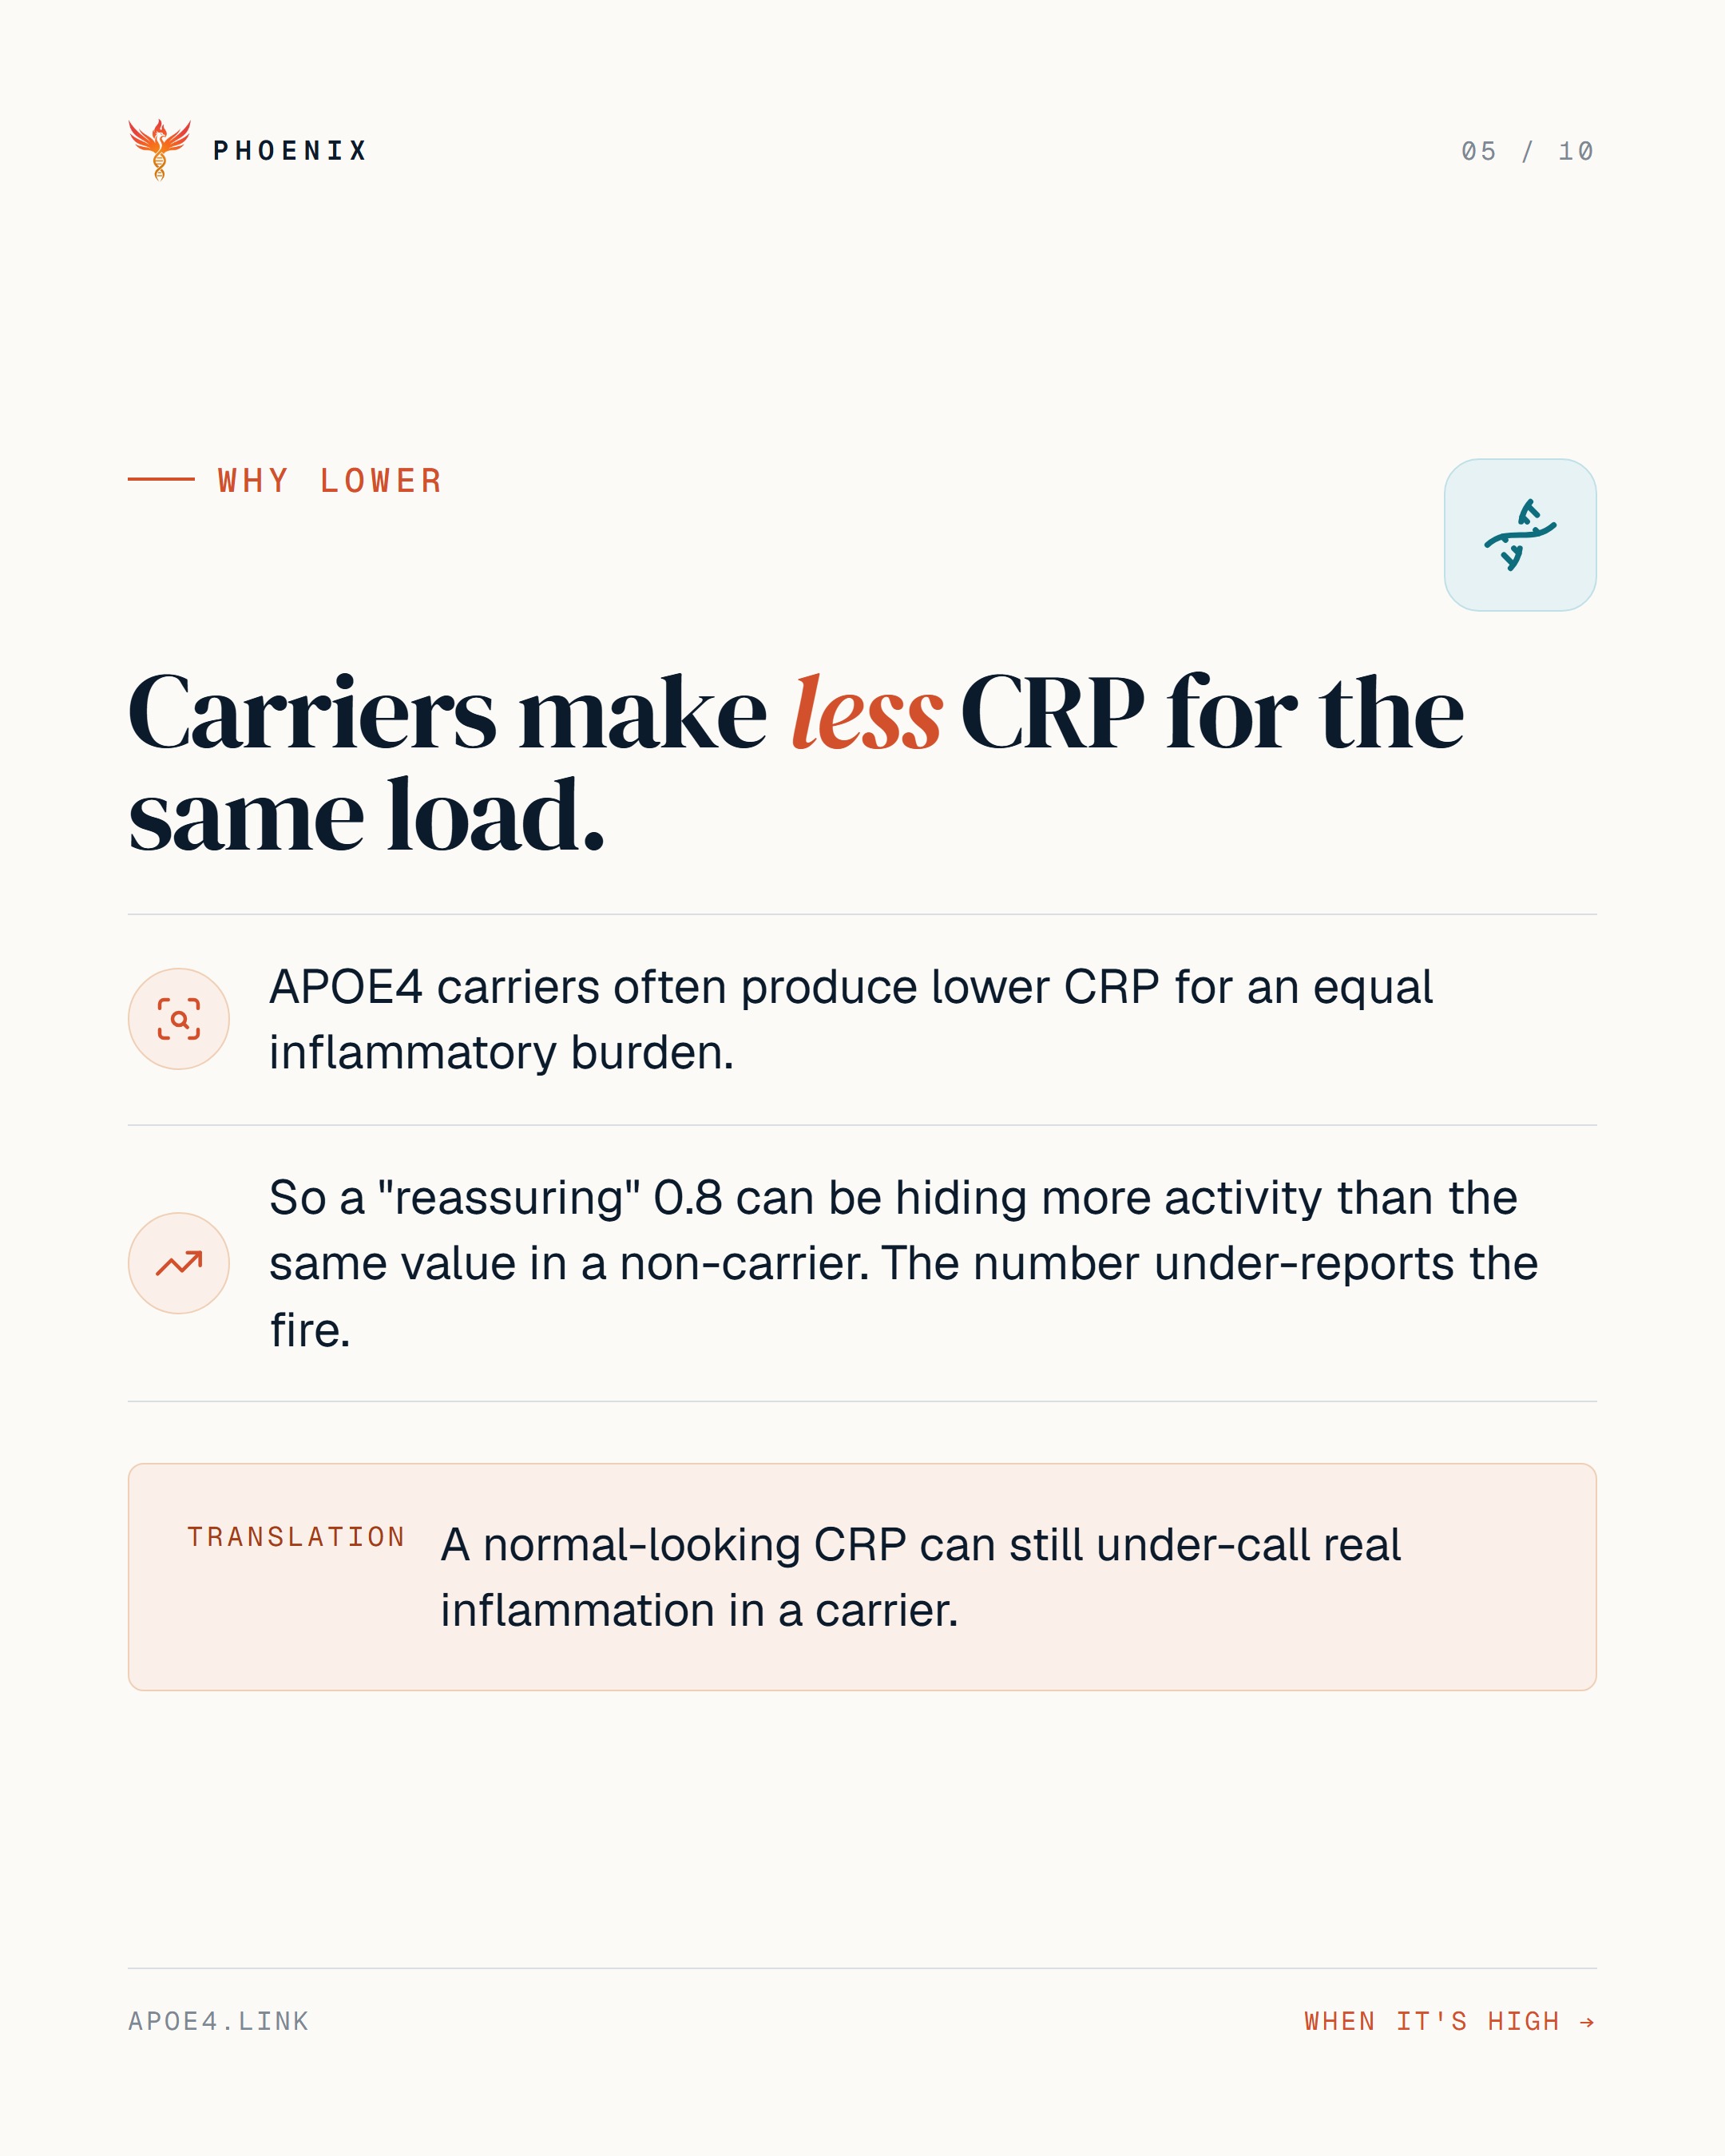 PHOENIX
05 / 10
WHY LOWER
Carriers make less CRP for the
same load.
APOE4 carriers often produce lower CRP for an equal
inflammatory burden.
So a "reassuring" 0.8 can be hiding more activity than the
same value in a non-carrier. The number under-reports the
fire.
TRANSLATION
A normal-looking CRP can still under-call real
inflammation in a carrier.
APOE4.LINK
WHEN IT'S HIGH →